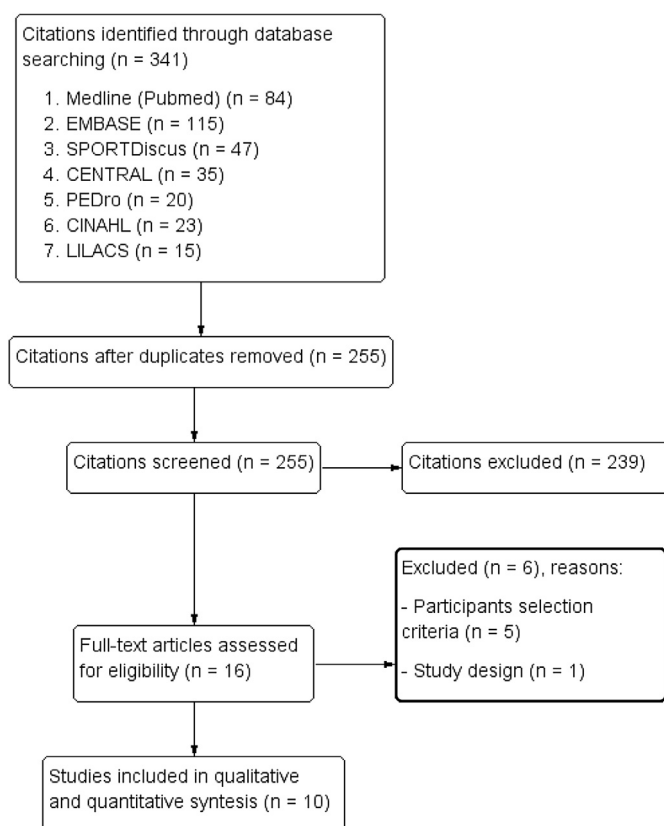 Citations identified through database
searching (n = 341)
1. Medline (Pubmed) (n = 84)
2. EMBASE (n = 115)
3. SPORTDiscus (n = 47)
4. CENTRAL (n = 35)
5. PEDro (n = 20)
6. CINAHL (n = 23)
7. LILACS (n = 15)
Citations after duplicates removed (n = 255)
Citations screened (n = 255)
Citations excluded (n = 239)
Excluded (n = 6), reasons:
- Participants selection
criteria (n = 5)
- Study design (n = 1)
Full-text articles assessed
for eligibility (n = 16)
Studies included in qualitative
and quantitative syntesis (n = 10)